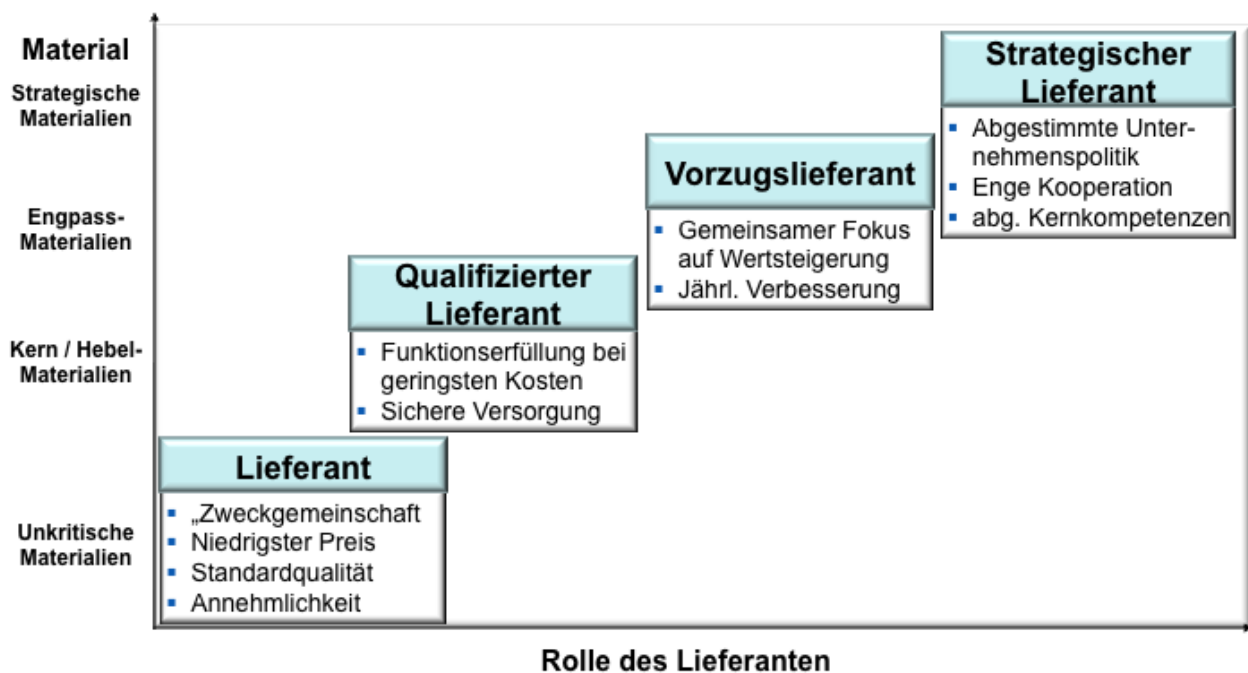 Material
Strategische
Materialien
Engpass-
Materialien
Kern / Hebel-
Materialien
Unkritische
Materialien
Strategischer
Lieferant
▪ Abgestimmte Unter-
nehmenspolitik
▪ Enge Kooperation
▪ abg. Kernkompetenzen
Vorzugslieferant
▪ Gemeinsamer Fokus
auf Wertsteigerung
▪ Jährl. Verbesserung
Qualifizierter
Lieferant
▪ Funktionserfüllung bei
geringsten Kosten
▪ Sichere Versorgung
Lieferant
▪ „Zweckgemeinschaft
▪ Niedrigster Preis
▪ Standardqualität
▪ Annehmlichkeit
Rolle des Lieferanten